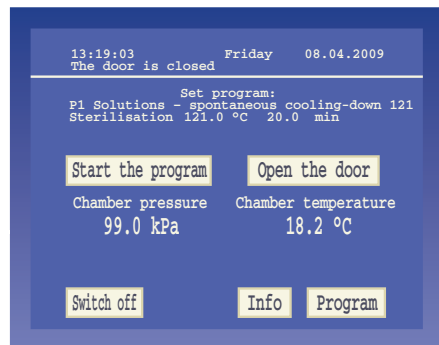 13:19:03 Friday 08.04.2009
The door is closed
Set program:
P1 Solutions - spontaneous cooling-down 121
Sterilisation 121.0 ºC 20.0 min
Start the program Open the door
Chamber pressure Chamber temperature
99.0 kPa 18.2 ºC
Switch off Info Program